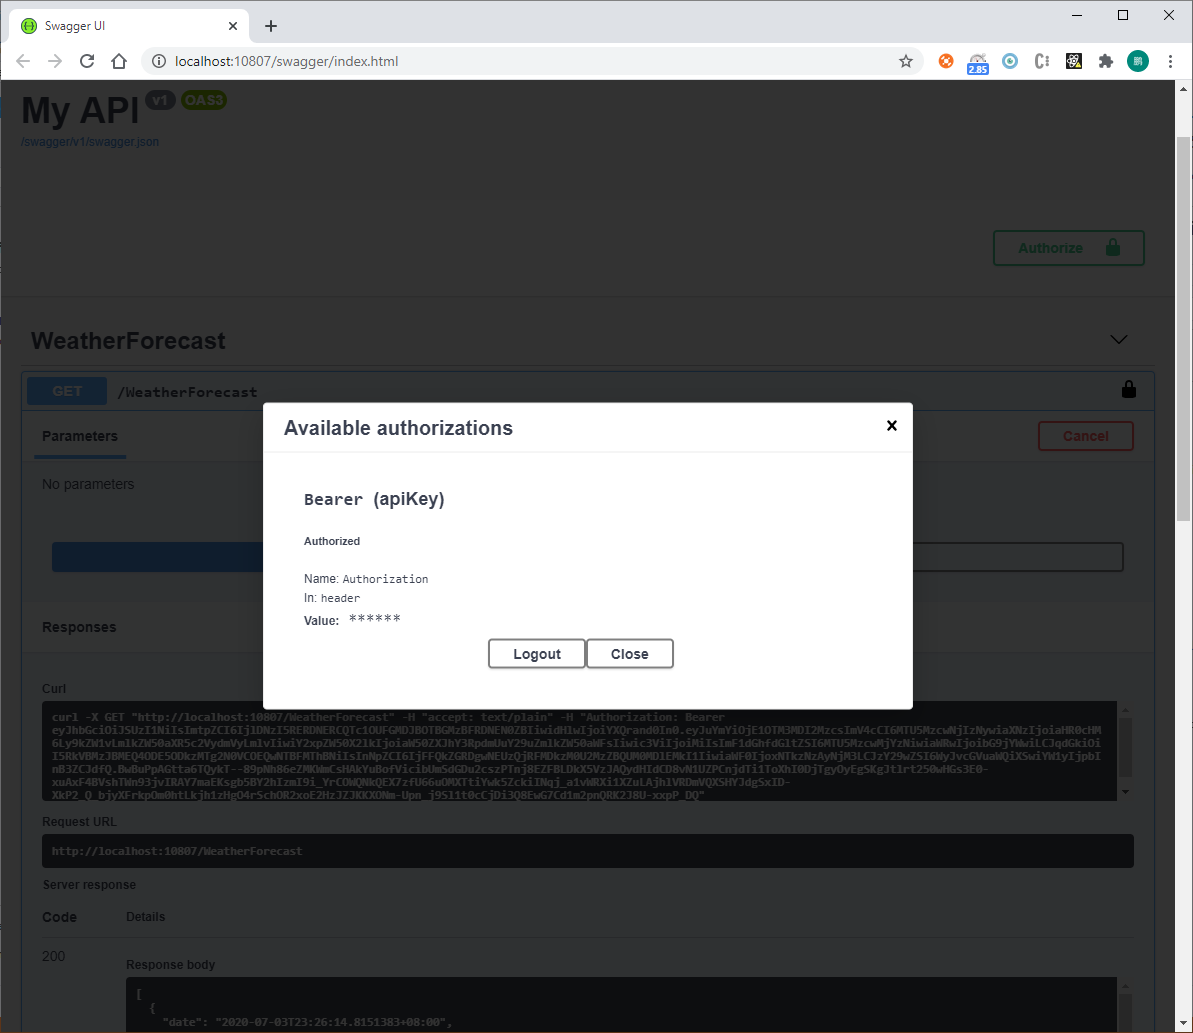 Swagger UI
localhost:10807/swagger/index.html
2.85
鹏
My API v1 OAS3
/swagger/v1/swagger.json
Authorize
WeatherForecast
GET /WeatherForecast
Parameters
Cancel
No parameters
Available authorizations
Bearer (apiKey)
Authorized
Name: Authorization
In: header
Value: ******
Logout
Close
Responses
Curl
curl -X GET "http://localhost:10807/WeatherForecast" -H "accept: text/plain" -H "Authorization: Bearer
Request URL
http://localhost:10807/WeatherForecast
Server response
Code Details
200
Response body
[
{
"date": "2020-07-03T23:26:14.8151383+08:00",